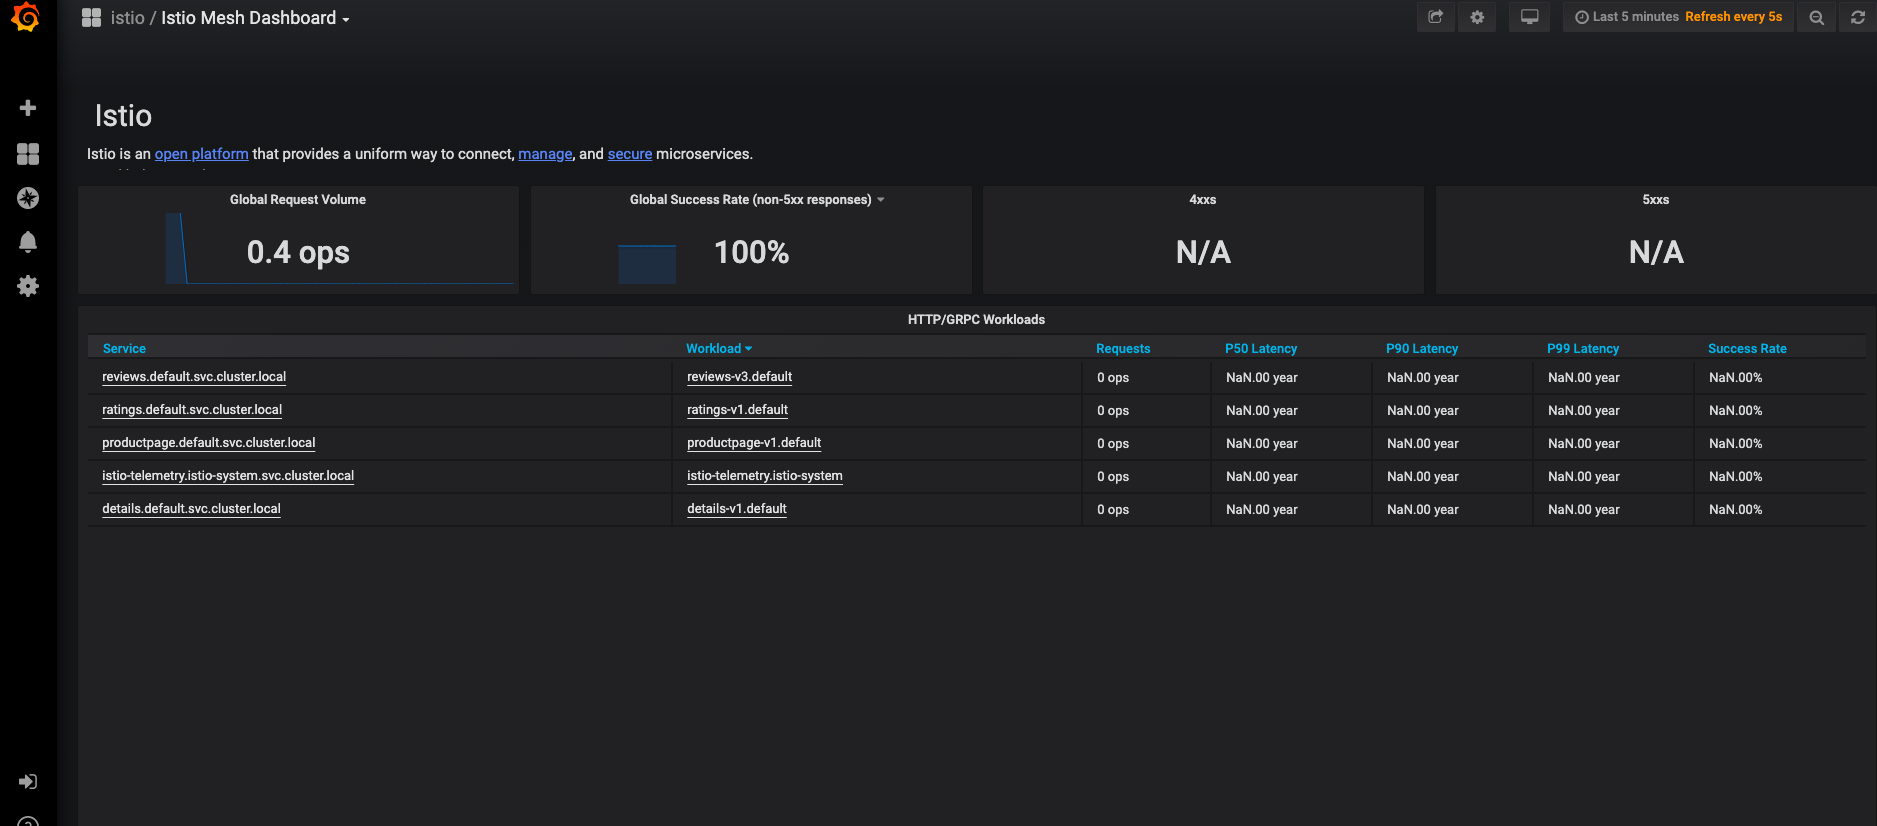 istio / Istio Mesh Dashboard
Last 5 minutes Refresh every 5s
Istio
Istio is an open platform that provides a uniform way to connect, manage, and secure microservices.
Global Request Volume
0.4 ops
Global Success Rate (non-5xx responses)
100%
4xxs
N/A
5xxs
N/A
HTTP/GRPC Workloads
Service Workload Requests P50 Latency P90 Latency P99 Latency Success Rate
reviews.default.svc.cluster.local reviews-v3.default 0 ops NaN.00 year NaN.00 year NaN.00 year NaN.00%
ratings.default.svc.cluster.local ratings-v1.default 0 ops NaN.00 year NaN.00 year NaN.00 year NaN.00%
productpage.default.svc.cluster.local productpage-v1.default 0 ops NaN.00 year NaN.00 year NaN.00 year NaN.00%
istio-telemetry.istio-system.svc.cluster.local istio-telemetry.istio-system 0 ops NaN.00 year NaN.00 year NaN.00 year NaN.00%
details.default.svc.cluster.local details-v1.default 0 ops NaN.00 year NaN.00 year NaN.00 year NaN.00%